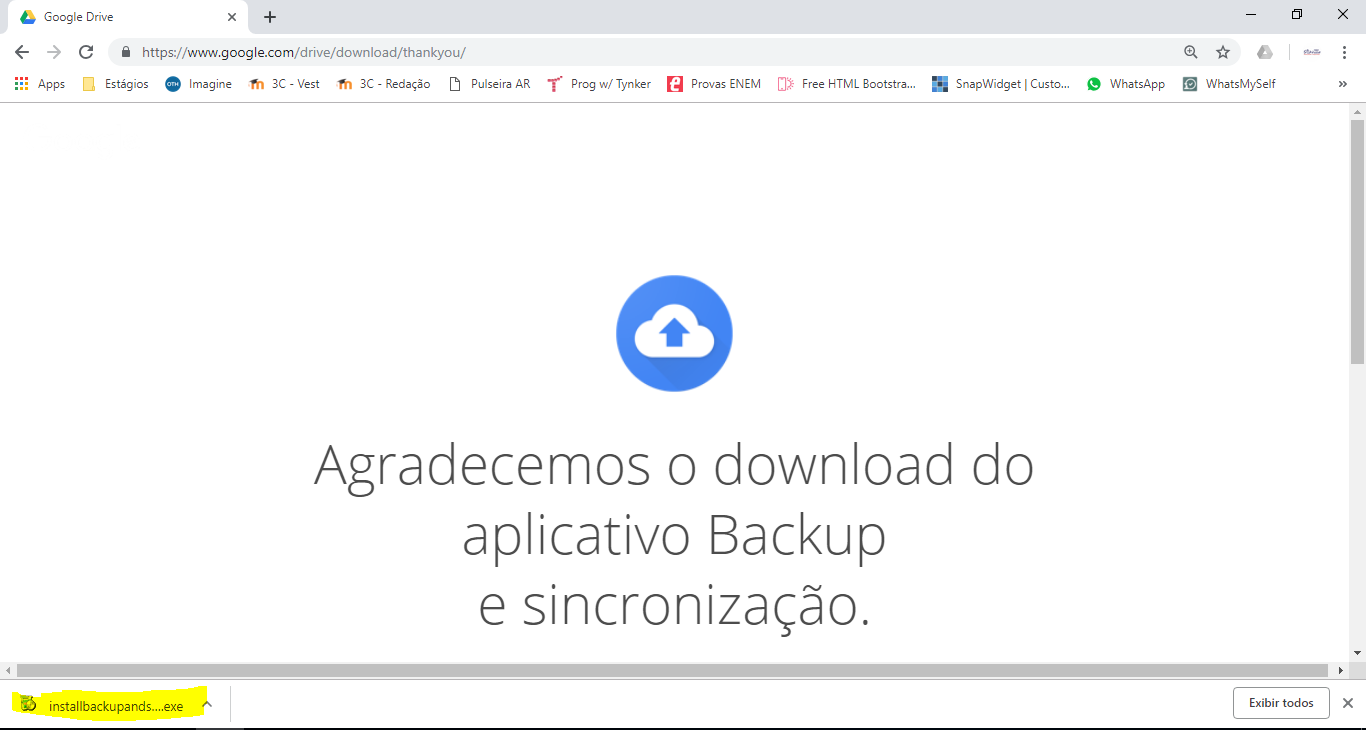 Google Drive
https://www.google.com/drive/download/thankyou/
Apps Estágios Imagine 3C - Vest 3C - Redação Pulseira AR Prog w/ Tynker Provas ENEM Free HTML Bootstra... SnapWidget | Custo... WhatsApp WhatsMySelf »
Agradecemos o download do
aplicativo Backup
e sincronização.
installbackupands....exe Exibir todos